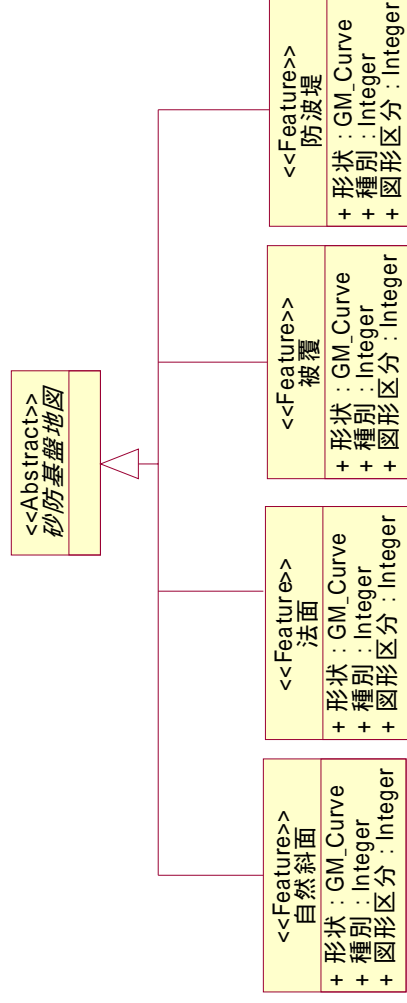 <<Abstract>>
砂防基盤地図
<<Feature>>
自然斜面
+ 形状 : GM_Curve
+ 種別 : Integer
+ 図形区分 : Integer
<<Feature>>
法面
+ 形状 : GM_Curve
+ 種別 : Integer
+ 図形区分 : Integer
<<Feature>>
被覆
+ 形状 : GM_Curve
+ 種別 : Integer
+ 図形区分 : Integer
<<Feature>>
防波堤
+ 形状 : GM_Curve
+ 種別 : Integer
+ 図形区分 : Integer